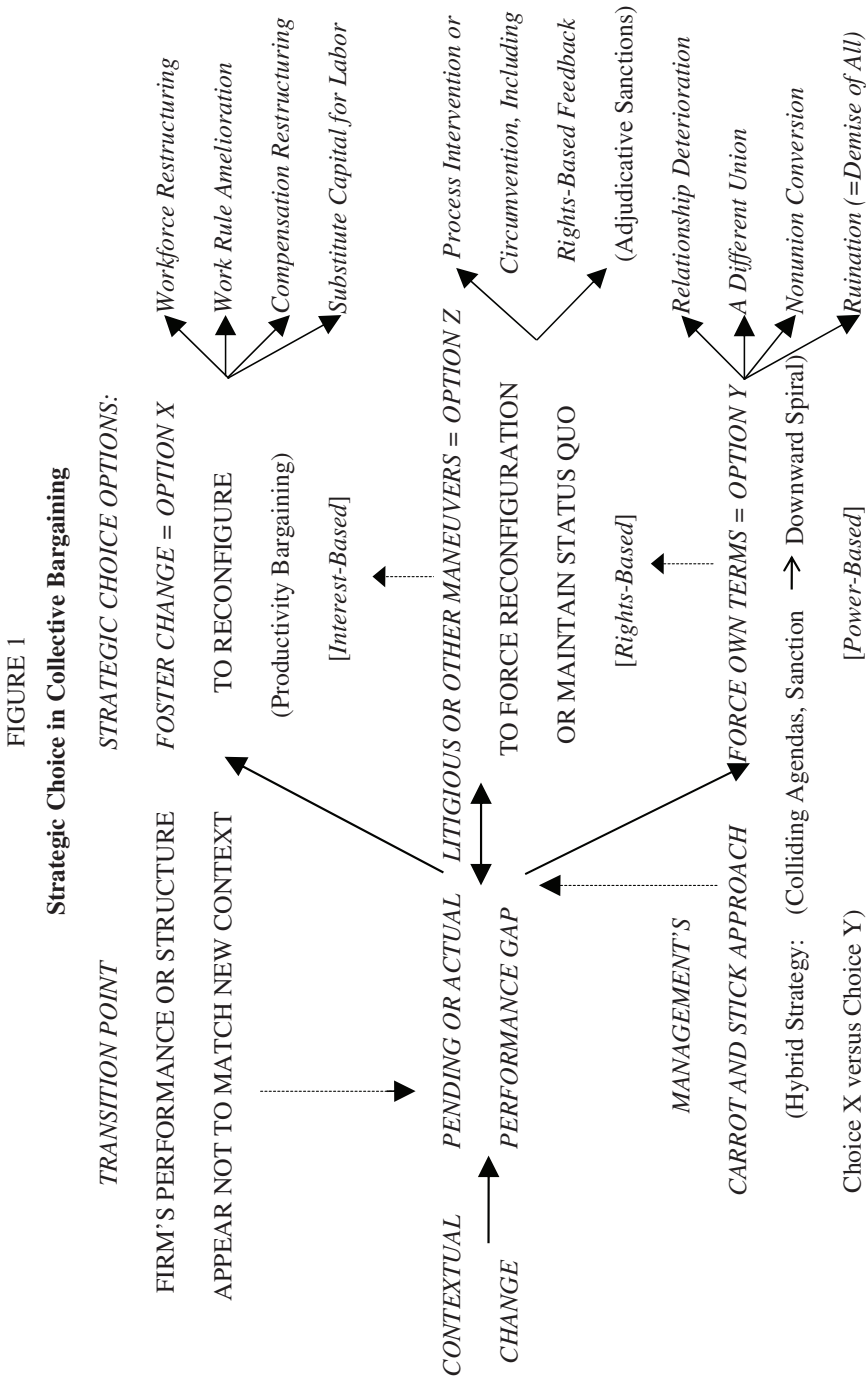 FIGURE 1
Strategic Choice in Collective Bargaining
TRANSITION POINT
FIRM'S PERFORMANCE OR STRUCTURE
APPEAR NOT TO MATCH NEW CONTEXT
CONTEXTUAL
CHANGE
PENDING OR ACTUAL
PERFORMANCE GAP
MANAGEMENT'S
CARROT AND STICK APPROACH
(Hybrid Strategy:
Choice X versus Choice Y)
STRATEGIC CHOICE OPTIONS:
FOSTER CHANGE = OPTION X
TO RECONFIGURE
(Productivity Bargaining)
[Interest-Based]
LITIGIOUS OR OTHER MANEUVERS = OPTION Z
TO FORCE RECONFIGURATION
OR MAINTAIN STATUS QUO
[Rights-Based]
FORCE OWN TERMS = OPTION Y
(Colliding Agendas, Sanction → Downward Spiral)
[Power-Based]
Workforce Restructuring
Work Rule Amelioration
Compensation Restructuring
Substitute Capital for Labor
Process Intervention or
Circumvention, Including
Rights-Based Feedback
(Adjudicative Sanctions)
Relationship Deterioration
A Different Union
Nonunion Conversion
Ruination (=Demise of All)